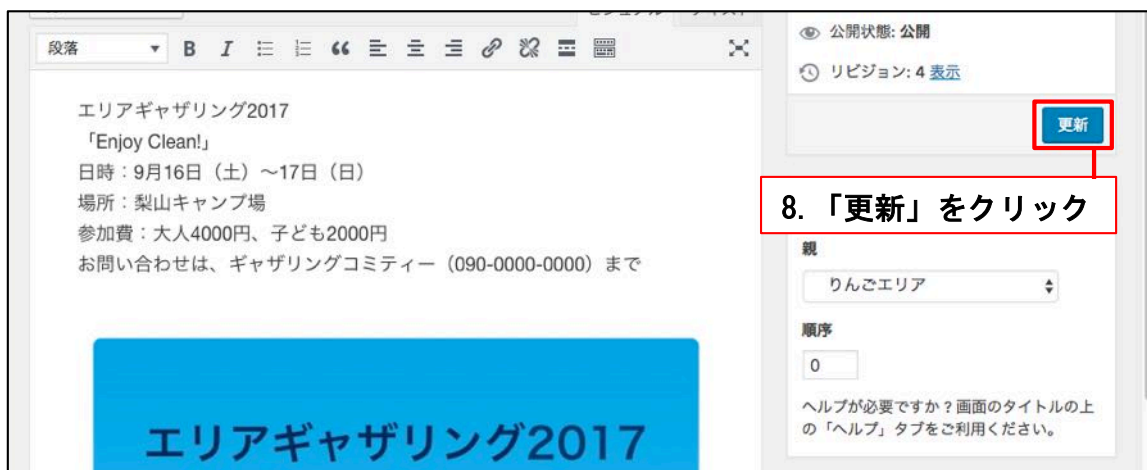 段落
B I
公開状態: 公開
リビジョン: 4 表示
更新
8. 「更新」をクリック
エリアギャザリング2017
「Enjoy Clean!」
日時：9月16日（土）〜17日（日）
場所：梨山キャンプ場
参加費：大人4000円、子ども2000円
お問い合わせは、ギャザリングコミティー（090-0000-0000）まで
エリアギャザリング2017
親
りんごエリア
順序
0
ヘルプが必要ですか？画面のタイトルの上
の「ヘルプ」タブをご利用ください。